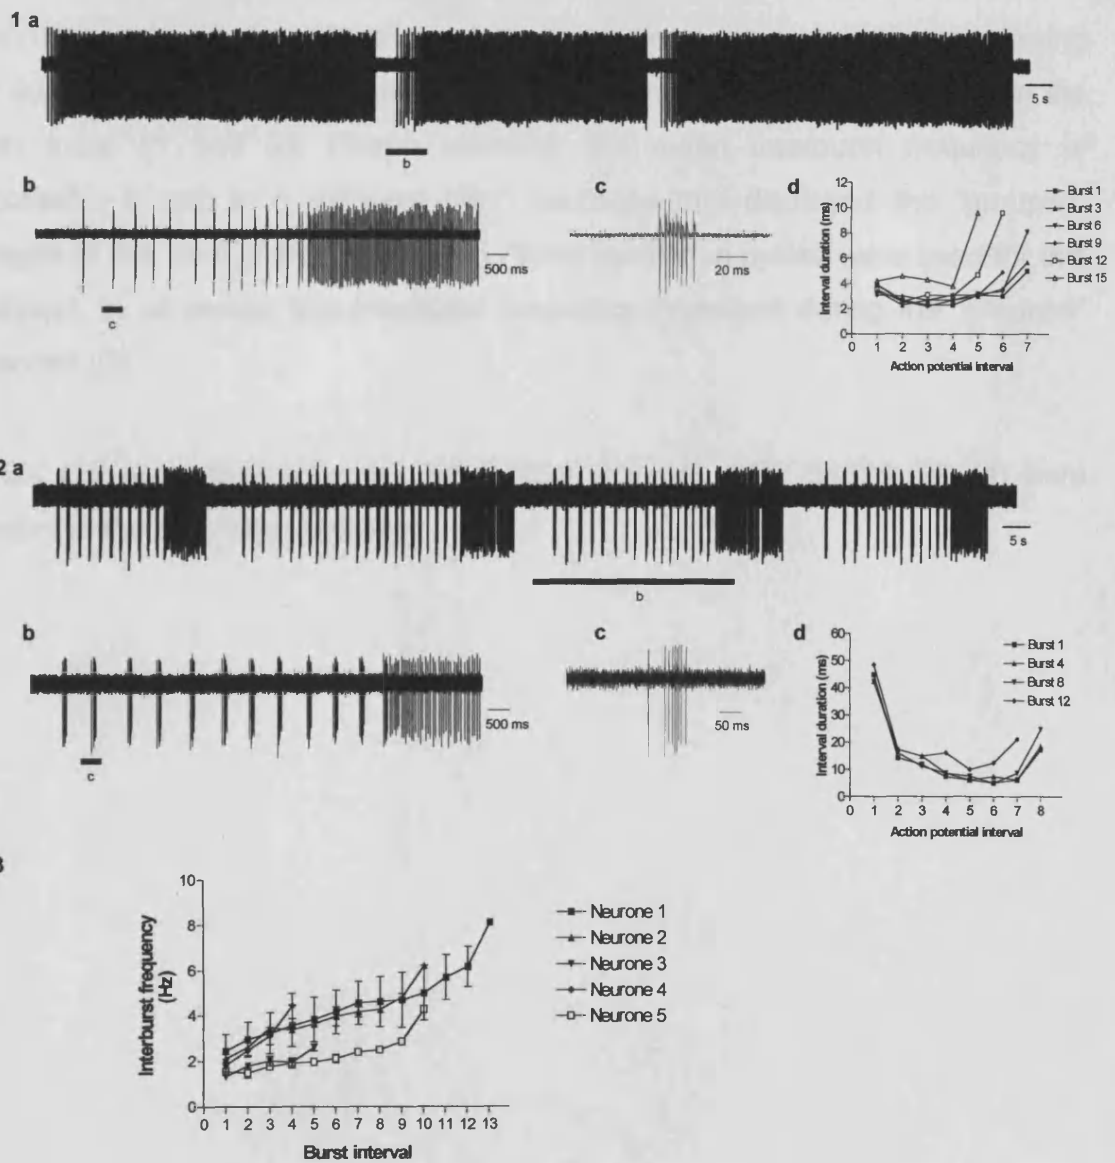 1 a
5 s
b
b
500 ms
c
c
20 ms
d
Interval duration (ms)
12
10
8
6
4
2
0
0 1 2 3 4 5 6 7
Action potential interval
Burst 1
Burst 3
Burst 6
Burst 9
Burst 12
Burst 15
2 a
5 s
b
b
500 ms
c
c
50 ms
d
Interval duration (ms)
60
50
40
30
20
10
0
0 1 2 3 4 5 6 7 8
Action potential interval
Burst 1
Burst 4
Burst 8
Burst 12
3
Interburst frequency
(Hz)
10
8
6
4
2
0
0 1 2 3 4 5 6 7 8 9 10 11 12 13
Burst interval
Neurone 1
Neurone 2
Neurone 3
Neurone 4
Neurone 5